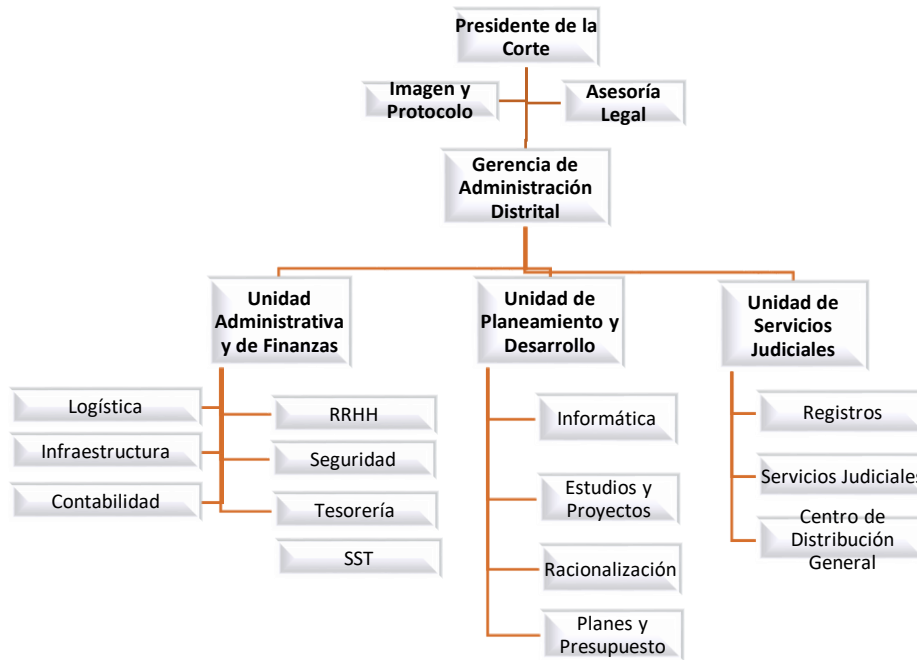 Presidente de la
Corte
Imagen y
Protocolo
Asesoría
Legal
Gerencia de
Administración
Distrital
Unidad
Administrativa
y de Finanzas
Unidad de
Planeamiento y
Desarrollo
Unidad de
Servicios
Judiciales
Logística
RRHH
Infraestructura
Seguridad
Contabilidad
Tesorería
SST
Informática
Estudios y
Proyectos
Racionalización
Planes y
Presupuesto
Registros
Servicios Judiciales
Centro de
Distribución
General